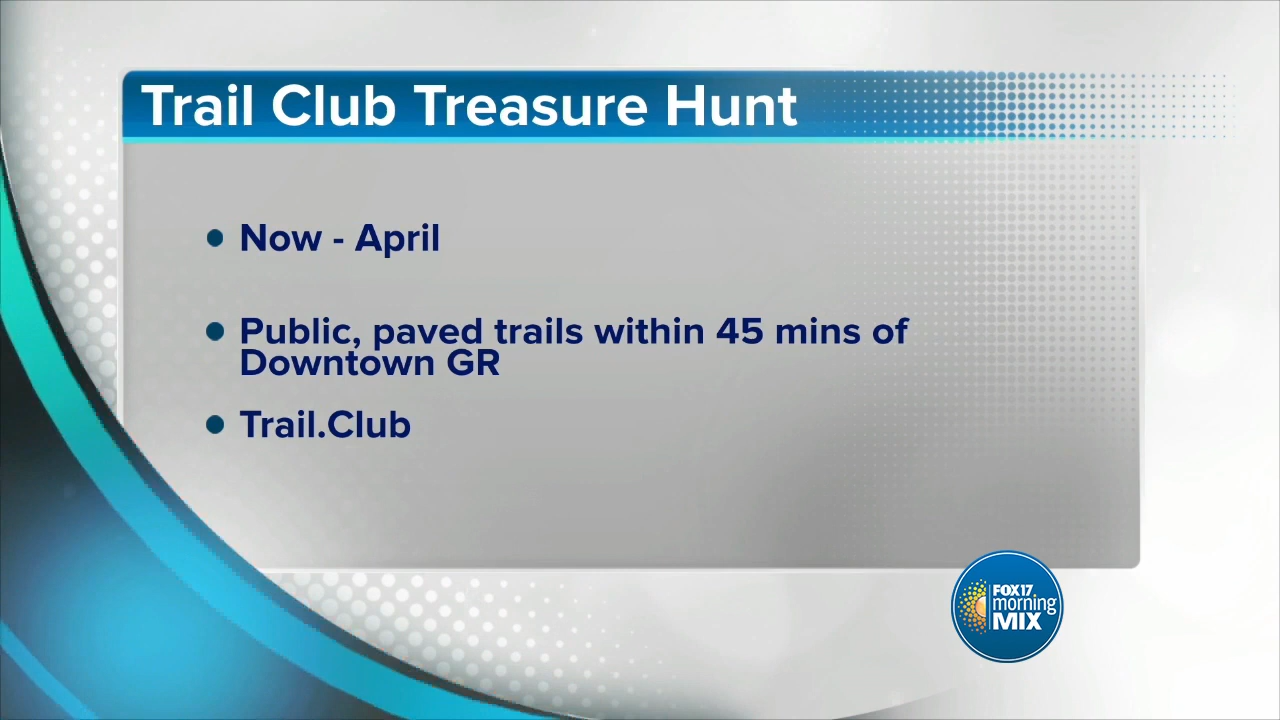 Trail Club Treasure Hunt
Now - April
Public, paved trails within 45 mins of
Downtown GR
Trail.Club
FOX17
morning
MIX